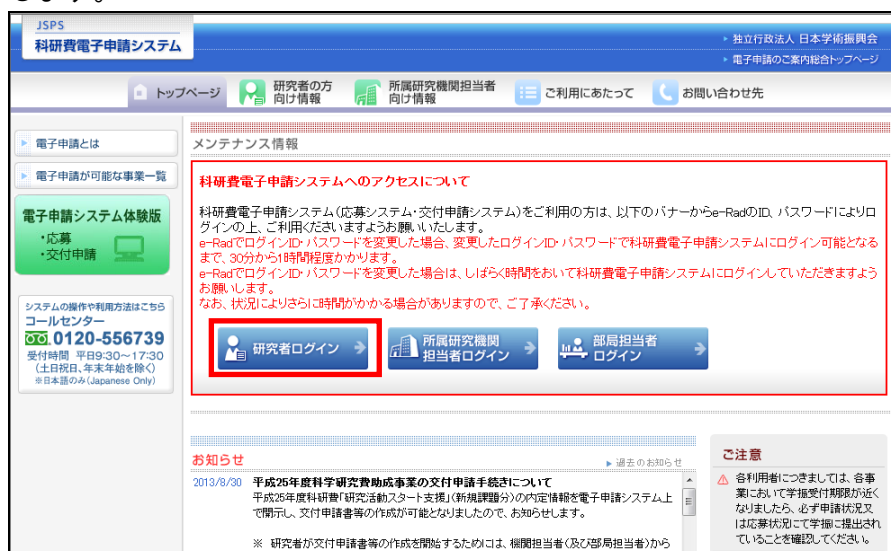 JSPS
科研費電子申請システム
独立行政法人 日本学術振興会
電子申請のご案内総合トップページ
トップページ
研究者の方
向け情報
所属研究機関担当者
向け情報
ご利用にあたって
お問い合わせ先
電子申請とは
電子申請が可能な事業一覧
電子申請システム体験版
・応募
・交付申請
システムの操作や利用方法はこちら
コールセンター
0120-556739
受付時間 平日9:30～17:30
(土日祝日、年末年始を除く)
※日本語のみ(Japanese Only)
メンテナンス情報
科研費電子申請システムへのアクセスについて
科研費電子申請システム(応募システム・交付申請システム)をご利用の方は、以下のバナーからe-RadのID、パスワードによりロ
グインの上、ご利用くださいますようお願いいたします。
e-RadでログインID・パスワードを変更した場合、変更したログインID・パスワードで科研費電子申請システムにログイン可能となる
まで、30分から1時間程度かかります。
e-RadでログインID・パスワードを変更した場合は、しばらく時間をおいて科研費電子申請システムにログインしていただきますよう
お願いします。
なお、状況によりさらに時間がかかる場合がありますので、ご了承ください。
研究者ログイン
所属研究機関
担当者ログイン
部局担当者
ログイン
お知らせ
過去のお知らせ
2013/8/30 平成25年度科学研究費助成事業の交付申請手続きについて
平成25年度科研費「研究活動スタート支援」(新規課題分)の内定情報を電子申請システム上
で開示し、交付申請書等の作成が可能となりましたので、お知らせします。
※ 研究者が交付申請書等の作成を開始するためには、機関担当者(及び部局担当者)から
ご注意
各利用者につきましては、各事
業において学振受付期限が近く
なりましたら、必ず申請状況又
は応募状況にて学振に提出され
ていることを確認してください。